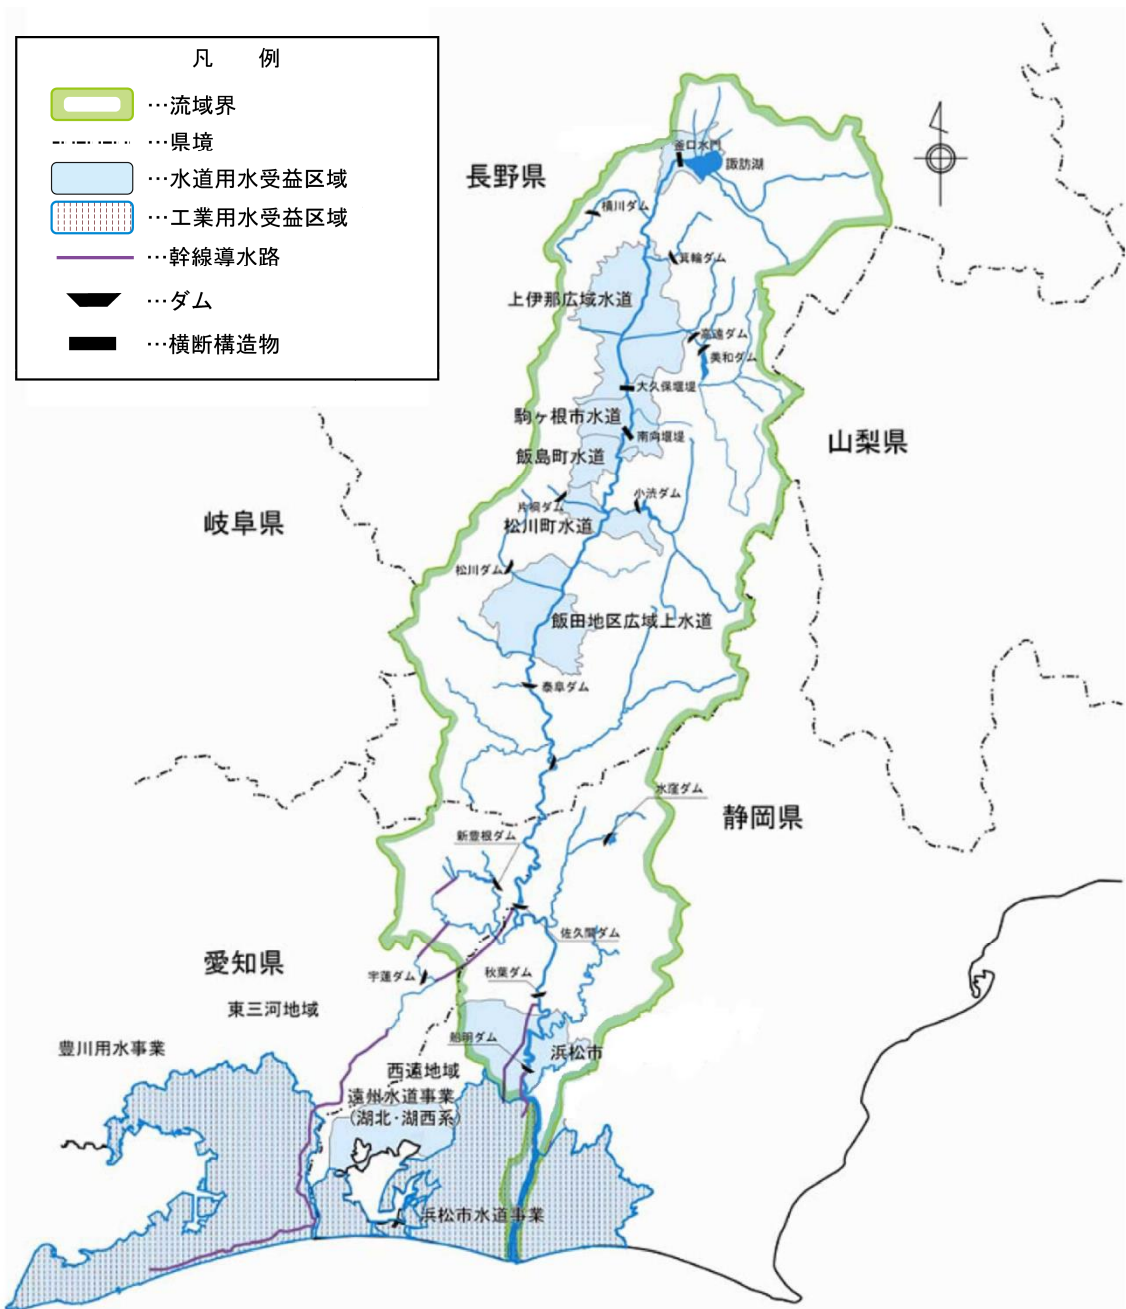 凡　例
…流域界
…県境
…水道用水受益区域
…工業用水受益区域
…幹線導水路
…ダム
…横断構造物
釜口水門
諏訪湖
長野県
横川ダム
箕輪ダム
上伊那広域水道
高遠ダム
美和ダム
大久保堰堤
駒ヶ根市水道
南向堰堤
山梨県
飯島町水道
小渋ダム
片桐ダム
松川町水道
岐阜県
松川ダム
飯田地区広域上水道
泰阜ダム
水窪ダム
静岡県
新豊根ダム
佐久間ダム
愛知県
宇蓮ダム
秋葉ダム
東三河地域
船明ダム
豊川用水事業
浜松市
西遠地域
遠州水道事業
(湖北・湖西系)
浜松市水道事業